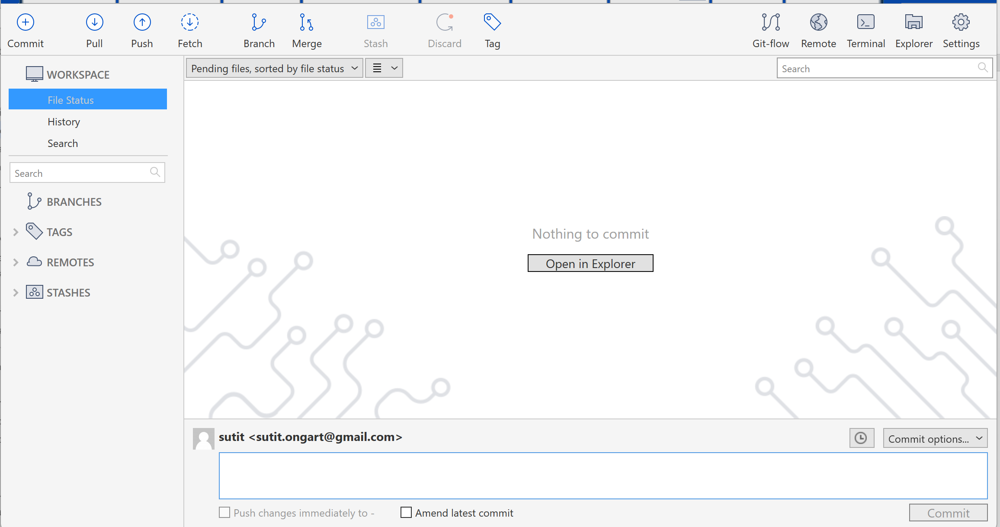 Commit Pull Push Fetch Branch Merge Stash Discard Tag Git-flow Remote Terminal Explorer Settings
WORKSPACE
File Status
History
Search
Search
BRANCHES
TAGS
REMOTES
STASHES
Pending files, sorted by file status
Search
Nothing to commit
Open in Explorer
sutit <sutit.ongart@gmail.com>
Commit options...
Push changes immediately to -
Amend latest commit
Commit